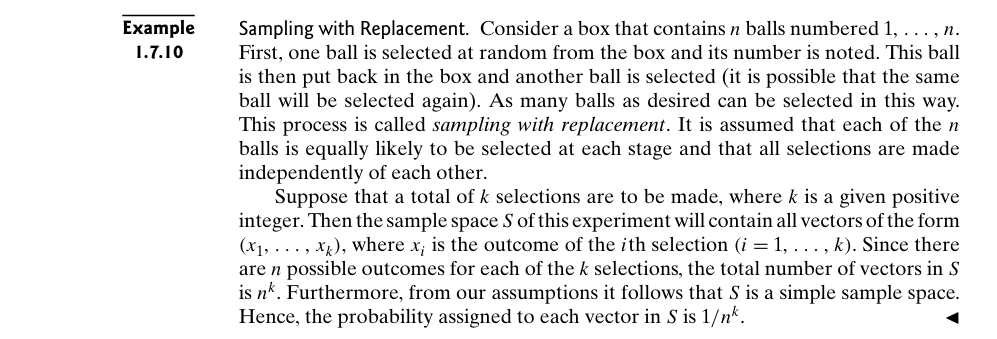 Example
1.7.10
Sampling with Replacement. Consider a box that contains n balls numbered 1, . . . , n.
First, one ball is selected at random from the box and its number is noted. This ball
is then put back in the box and another ball is selected (it is possible that the same
ball will be selected again). As many balls as desired can be selected in this way.
This process is called sampling with replacement. It is assumed that each of the n
balls is equally likely to be selected at each stage and that all selections are made
independently of each other.
Suppose that a total of k selections are to be made, where k is a given positive
integer. Then the sample space S of this experiment will contain all vectors of the form
(x₁, . . . , xₖ), where xᵢ is the outcome of the ith selection (i = 1, . . . , k). Since there
are n possible outcomes for each of the k selections, the total number of vectors in S
is nᵏ. Furthermore, from our assumptions it follows that S is a simple sample space.
Hence, the probability assigned to each vector in S is 1/nᵏ. ◄